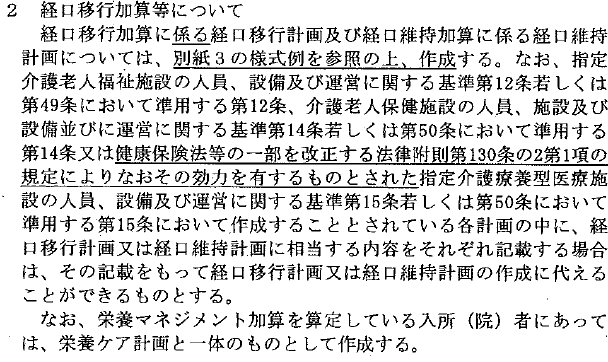 2 経口移行加算等について
経口移行加算に係る経口移行計画及び経口維持加算に係る経口維持
計画については、別紙3の様式例を参照の上、作成する。なお、指定
介護老人福祉施設の人員、設備及び運営に関する基準第12条若しくは
第49条において準用する第12条、介護老人保健施設の人員、施設及び
設備並びに運営に関する基準第14条若しくは第50条において準用する
第14条又は健康保険法等の一部を改正する法律附則第130条の2第1項の
規定によりなおその効力を有するものとされた指定介護療養型医療施
設の人員、設備及び運営に関する基準第15条若しくは第50条において
準用する第15条において作成することとされている各計画の中に、経
口移行計画又は経口維持計画に相当する内容をそれぞれ記載する場合
は、その記載をもって経口移行計画又は経口維持計画の作成に代える
ことができるものとする。
なお、栄養マネジメント加算を算定している入所（院）者にあって
は、栄養ケア計画と一体のものとして作成する。